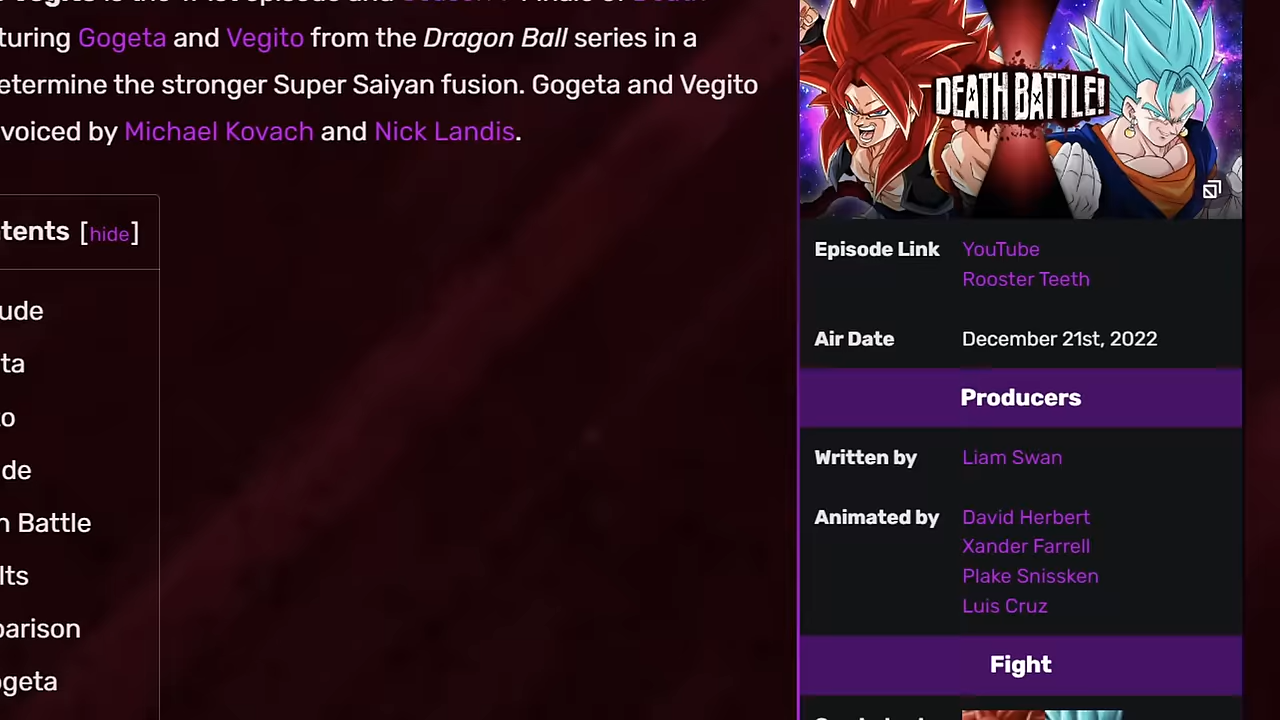 turing Gogeta and Vegito from the Dragon Ball series in a
etermine the stronger Super Saiyan fusion. Gogeta and Vegito
voiced by Michael Kovach and Nick Landis.
tents [hide]
ude
ta
to
de
n Battle
lts
parison
ogeta
DEATH BATTLE!
Episode Link YouTube
Rooster Teeth
Air Date December 21st, 2022
Producers
Written by Liam Swan
Animated by David Herbert
Xander Farrell
Plake Snissken
Luis Cruz
Fight